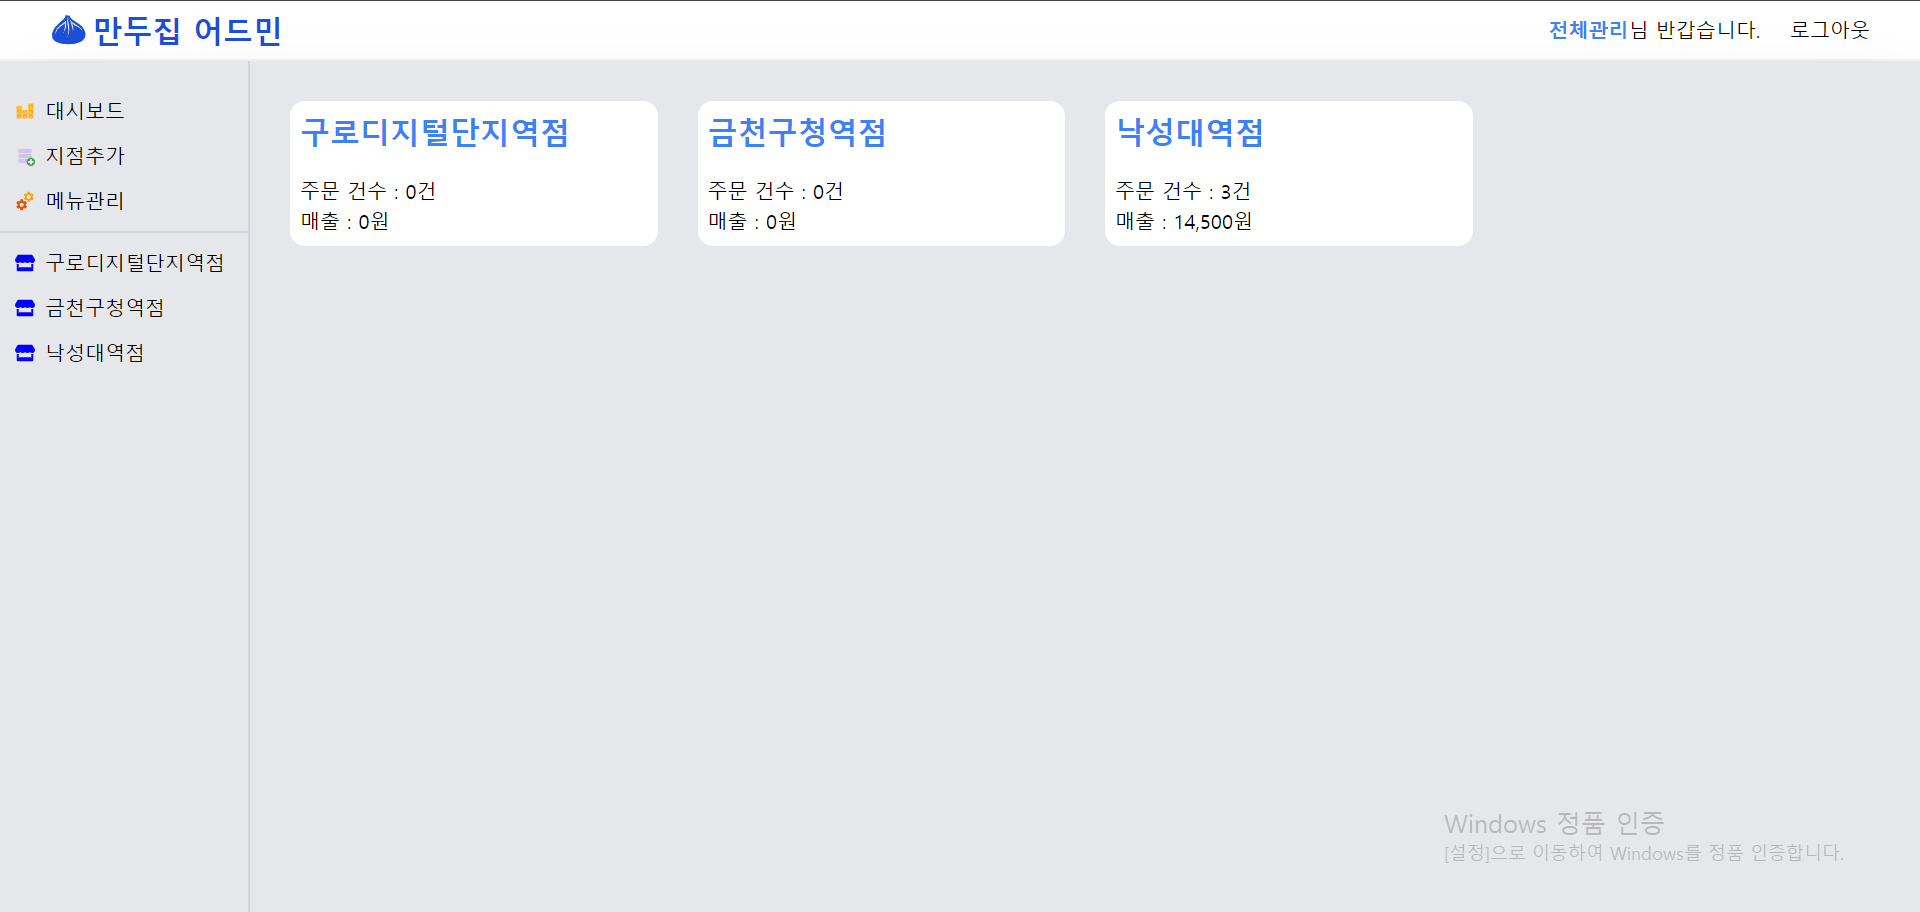 만두집 어드민
전체관리님 반갑습니다.
로그아웃
대시보드
지점추가
메뉴관리
구로디지털단지역점
금천구청역점
낙성대역점
구로디지털단지역점
주문 건수 : 0건
매출 : 0원
금천구청역점
주문 건수 : 0건
매출 : 0원
낙성대역점
주문 건수 : 3건
매출 : 14,500원
Windows 정품 인증
[설정]으로 이동하여 Windows를 정품 인증합니다.